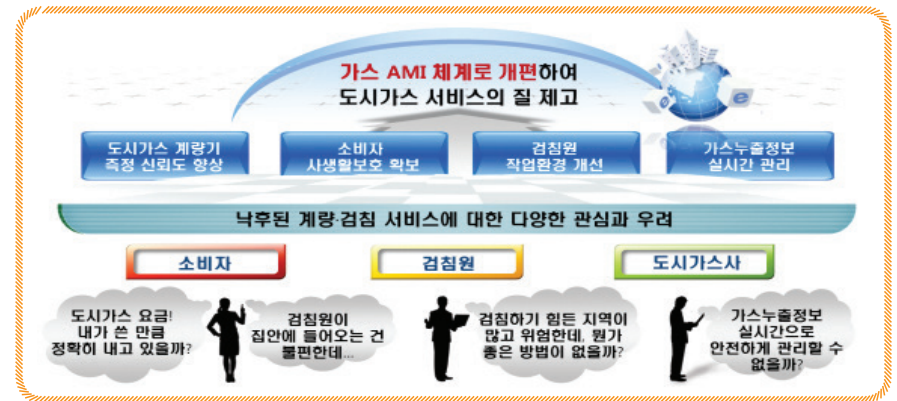 가스 AMI 체계로 개편하여
도시가스 서비스의 질 제고
도시가스 계량기
측정 신뢰도 향상
소비자
사생활보호 확보
검침원
작업환경 개선
가스누출정보
실시간 관리
낙후된 계량·검침 서비스에 대한 다양한 관심과 우려
소비자
검침원
도시가스사
도시가스 요금!
내가 쓴 만큼
정확히 내고 있을까?
검침원이
집안에 들어오는 건
불편한데...
검침하기 힘든 지역이
많고 위험한데, 뭔가
좋은 방법이 없을까?
가스누출정보
실시간으로
안전하게 관리할 수
없을까?